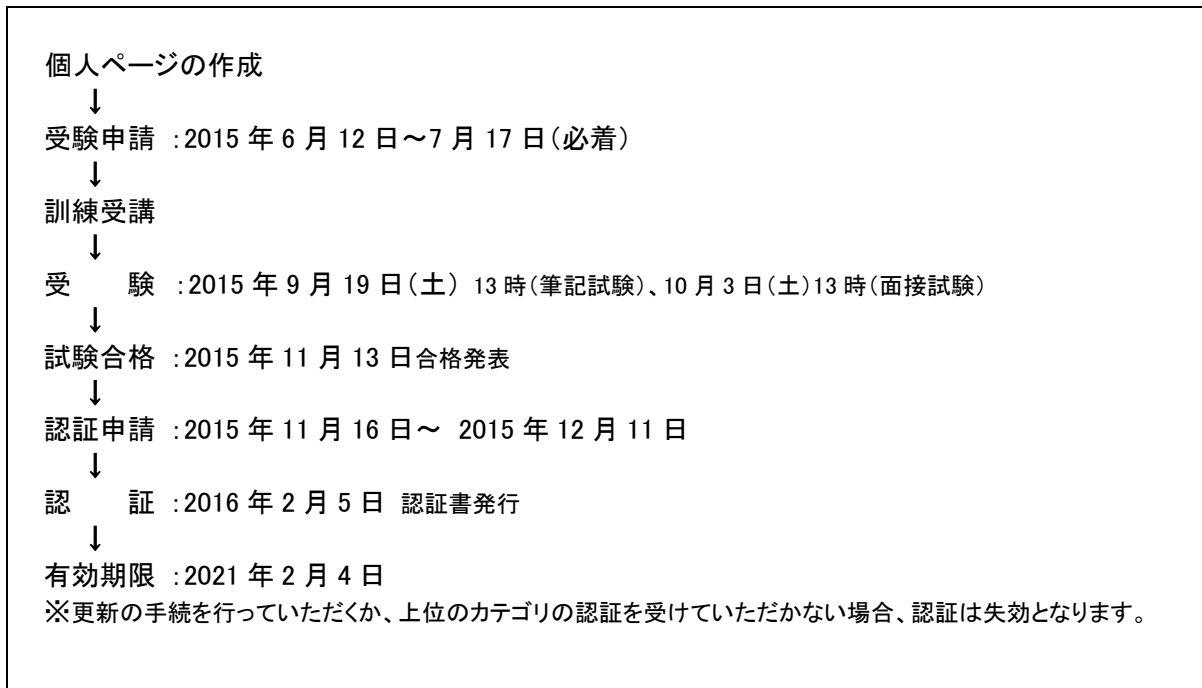 個人ページの作成
↓
受験申請 :2015 年 6 月 12 日～7 月 17 日(必着)
↓
訓練受講
↓
受　　験 :2015 年 9 月 19 日(土) 13 時(筆記試験)、10 月 3 日(土)13 時(面接試験)
↓
試験合格 :2015 年 11 月 13 日合格発表
↓
認証申請 :2015 年 11 月 16 日～ 2015 年 12 月 11 日
↓
認　　証 :2016 年 2 月 5 日 認証書発行
↓
有効期限 :2021 年 2 月 4 日
※更新の手続を行っていただくか、上位のカテゴリの認証を受けていただかない場合、認証は失効となります。